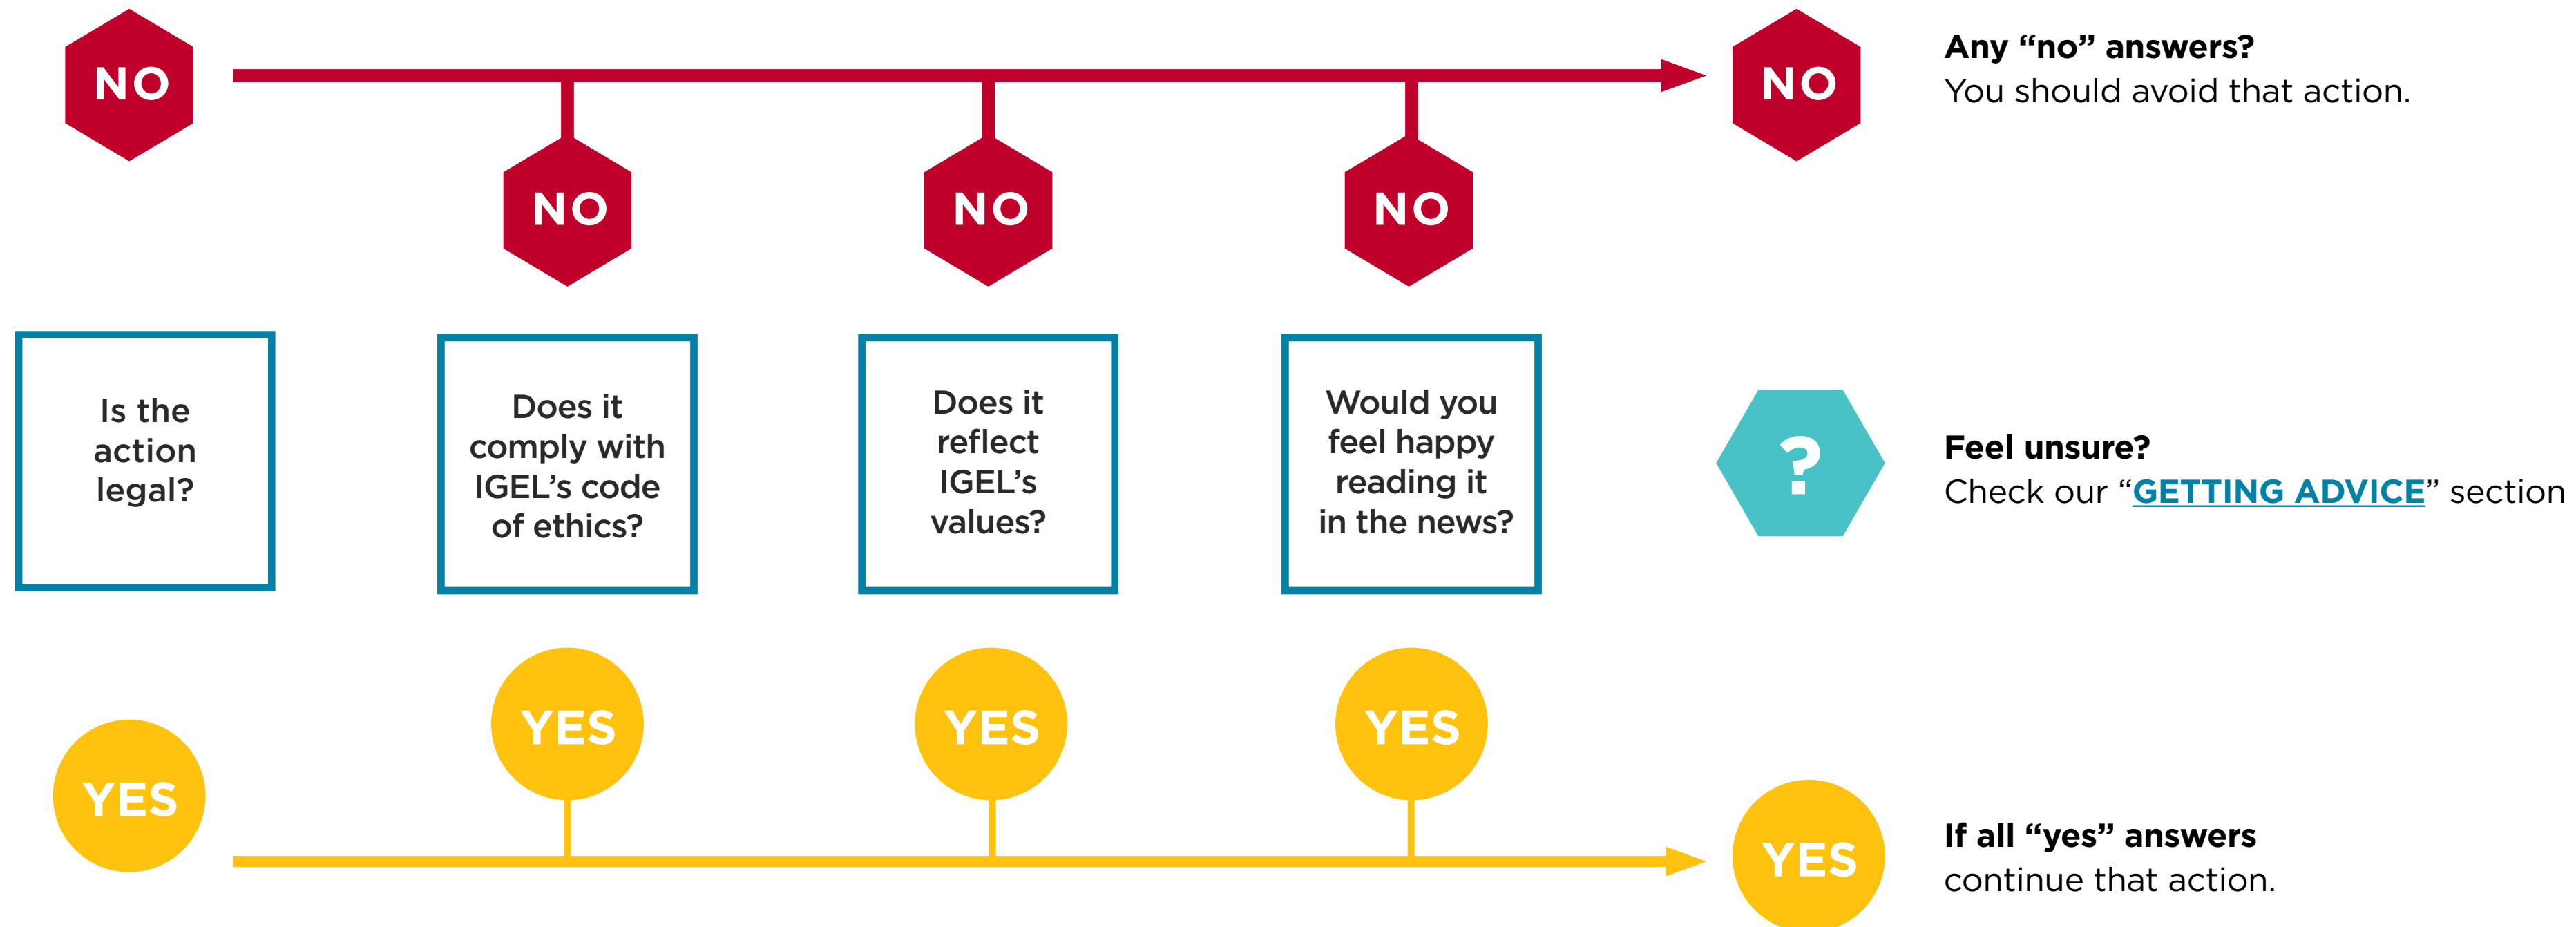 NO
NO
Any “no” answers?
You should avoid that action.
NO
NO
NO
Is the
action
legal?
Does it
comply with
IGEL’s code
of ethics?
Does it
reflect
IGEL’s
values?
Would you
feel happy
reading it
in the news?
?
Feel unsure?
Check our “GETTING ADVICE” section
YES
YES
YES
YES
YES
If all “yes” answers
continue that action.